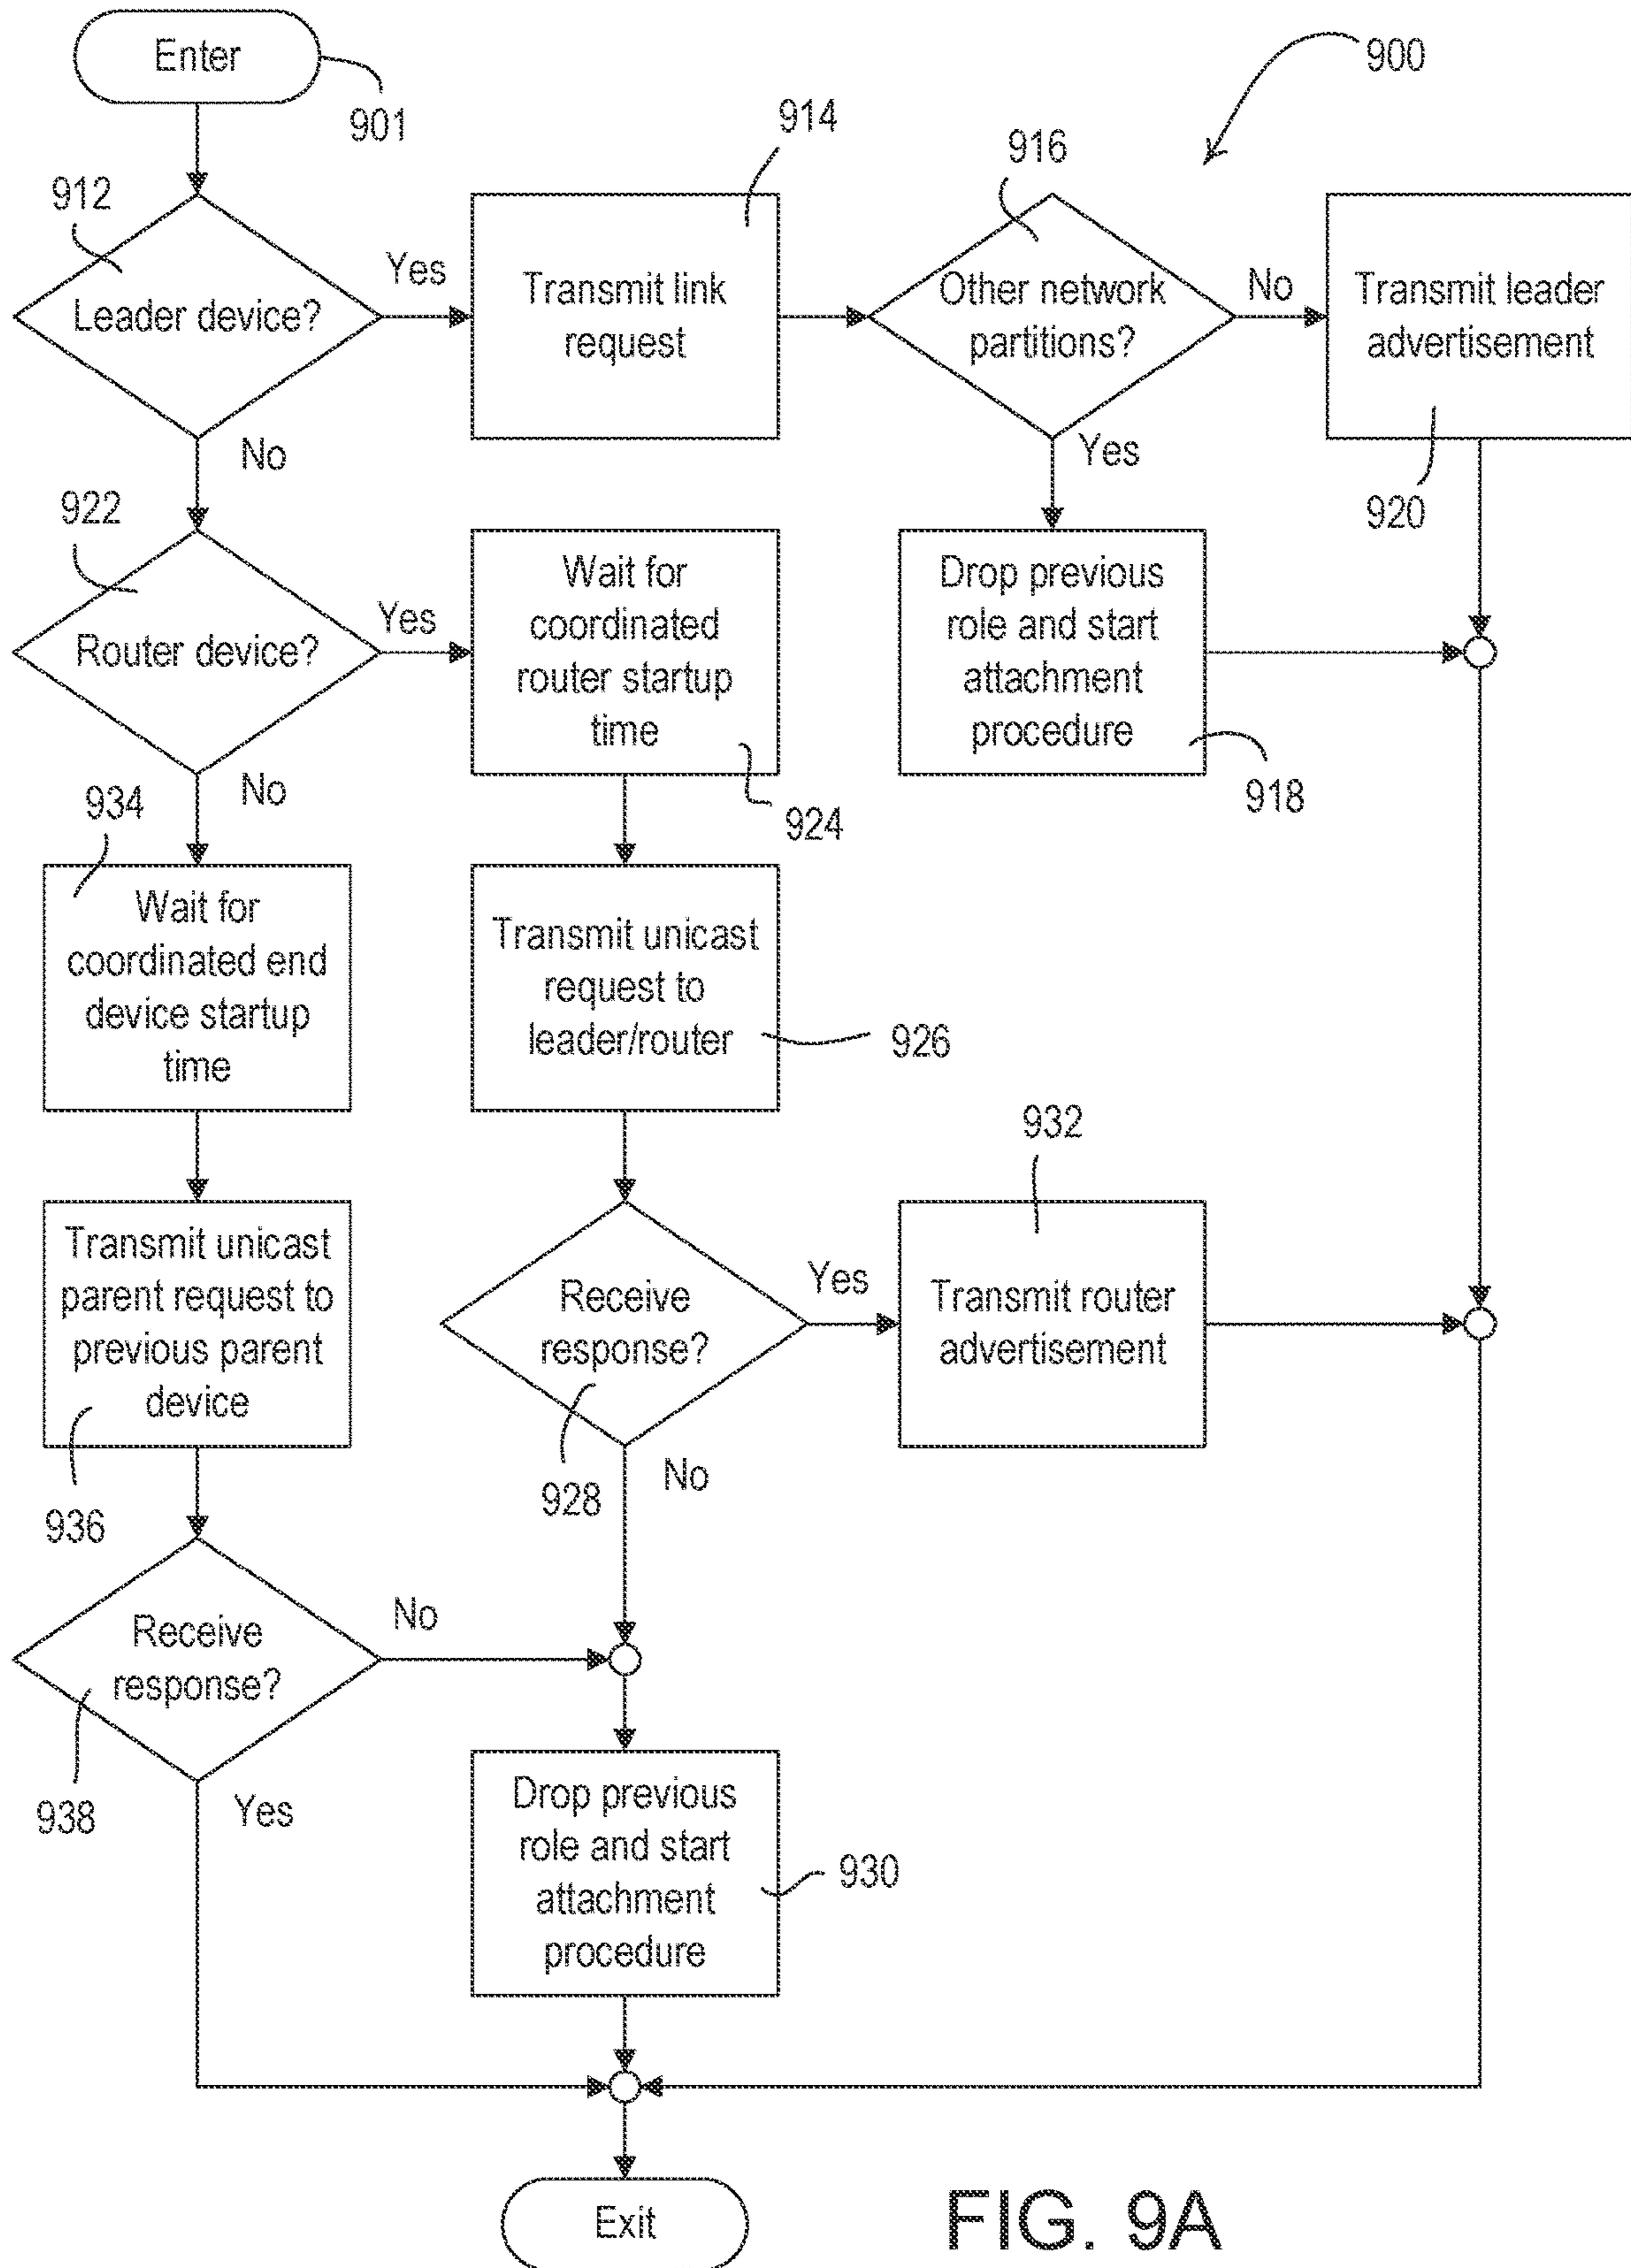 Enter
901
900
912
914
916
Leader device?
Yes
Transmit link
request
Other network
partitions?
No
Transmit leader
advertisement
No
Yes
920
922
Router device?
Yes
Wait for
coordinated
router startup
time
924
Drop previous
role and start
attachment
procedure
918
No
934
Wait for
coordinated end
device startup
time
Transmit unicast
request to
leader/router
926
932
Transmit unicast
parent request to
previous parent
device
936
Receive
response?
928
Yes
Transmit router
advertisement
No
Receive
response?
938
No
Yes
Drop previous
role and start
attachment
procedure
930
Exit
FIG. 9A